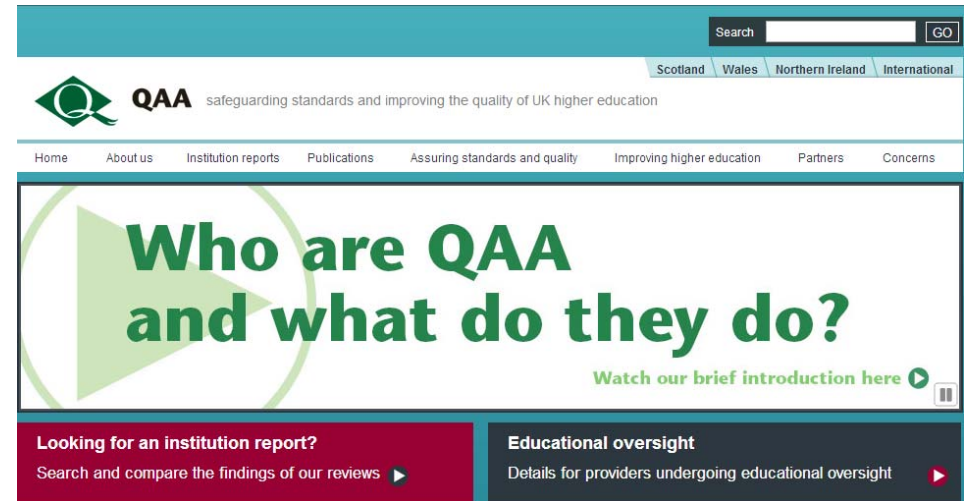 Search GO
Scotland Wales Northern Ireland International
QAA safeguarding standards and improving the quality of UK higher education
Home About us Institution reports Publications Assuring standards and quality Improving higher education Partners Concerns
Who are QAA
and what do they do?
Watch our brief introduction here
Looking for an institution report?
Search and compare the findings of our reviews
Educational oversight
Details for providers undergoing educational oversight